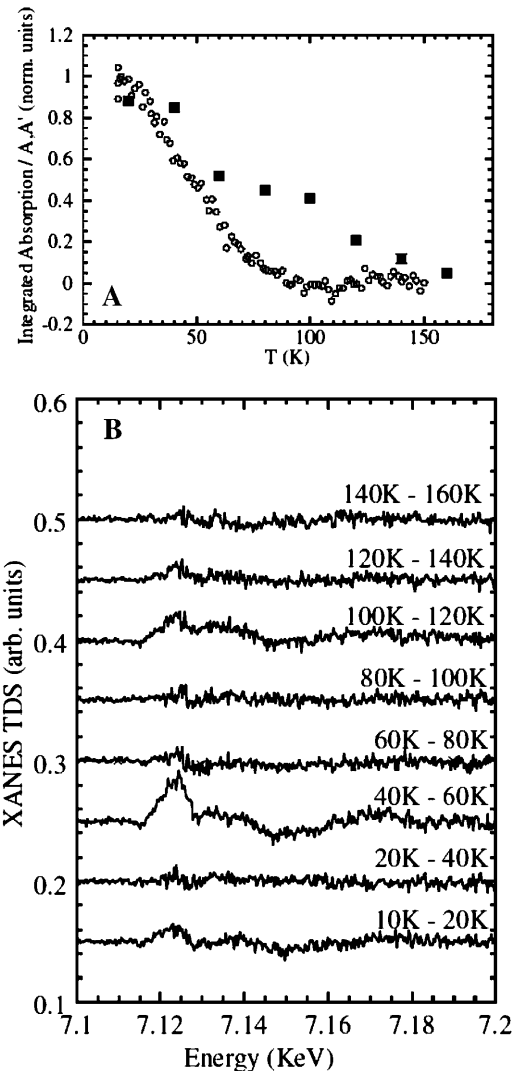 1.2
1
0.8
0.6
0.4
0.2
0
-0.2
Integrated Absorption / A,A' (norm. units)
A
0
50
100
150
T (K)
0.6
B
0.5
0.4
0.3
0.2
0.1
XANES TDS (arb. units)
140K - 160K
120K - 140K
100K - 120K
80K - 100K
60K - 80K
40K - 60K
20K - 40K
10K - 20K
7.1
7.12
7.14
7.16
7.18
7.2
Energy (KeV)